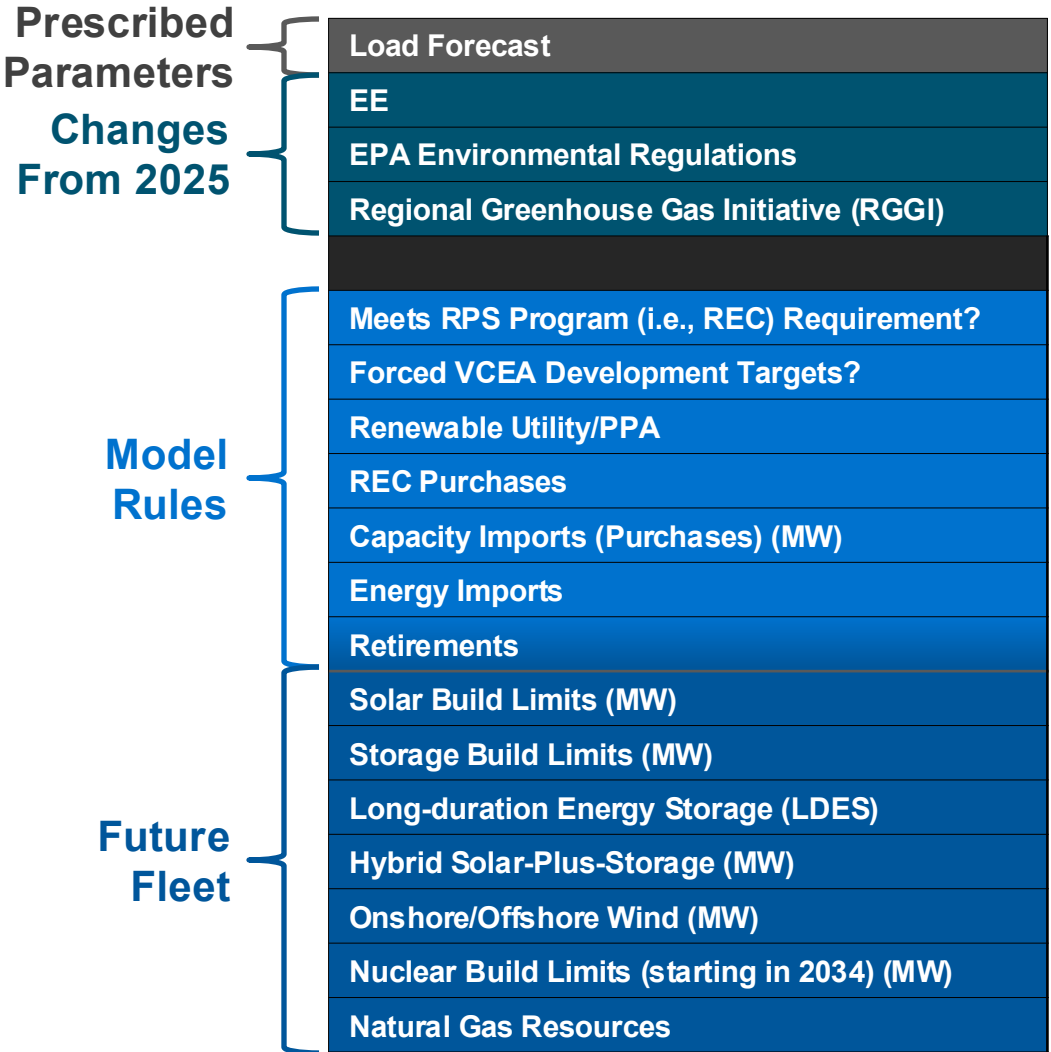 Prescribed
Parameters
Load Forecast
Changes
From 2025
EE
EPA Environmental Regulations
Regional Greenhouse Gas Initiative (RGGI)
Model
Rules
Meets RPS Program (i.e., REC) Requirement?
Forced VCEA Development Targets?
Renewable Utility/PPA
REC Purchases
Capacity Imports (Purchases) (MW)
Energy Imports
Retirements
Future
Fleet
Solar Build Limits (MW)
Storage Build Limits (MW)
Long-duration Energy Storage (LDES)
Hybrid Solar-Plus-Storage (MW)
Onshore/Offshore Wind (MW)
Nuclear Build Limits (starting in 2034) (MW)
Natural Gas Resources